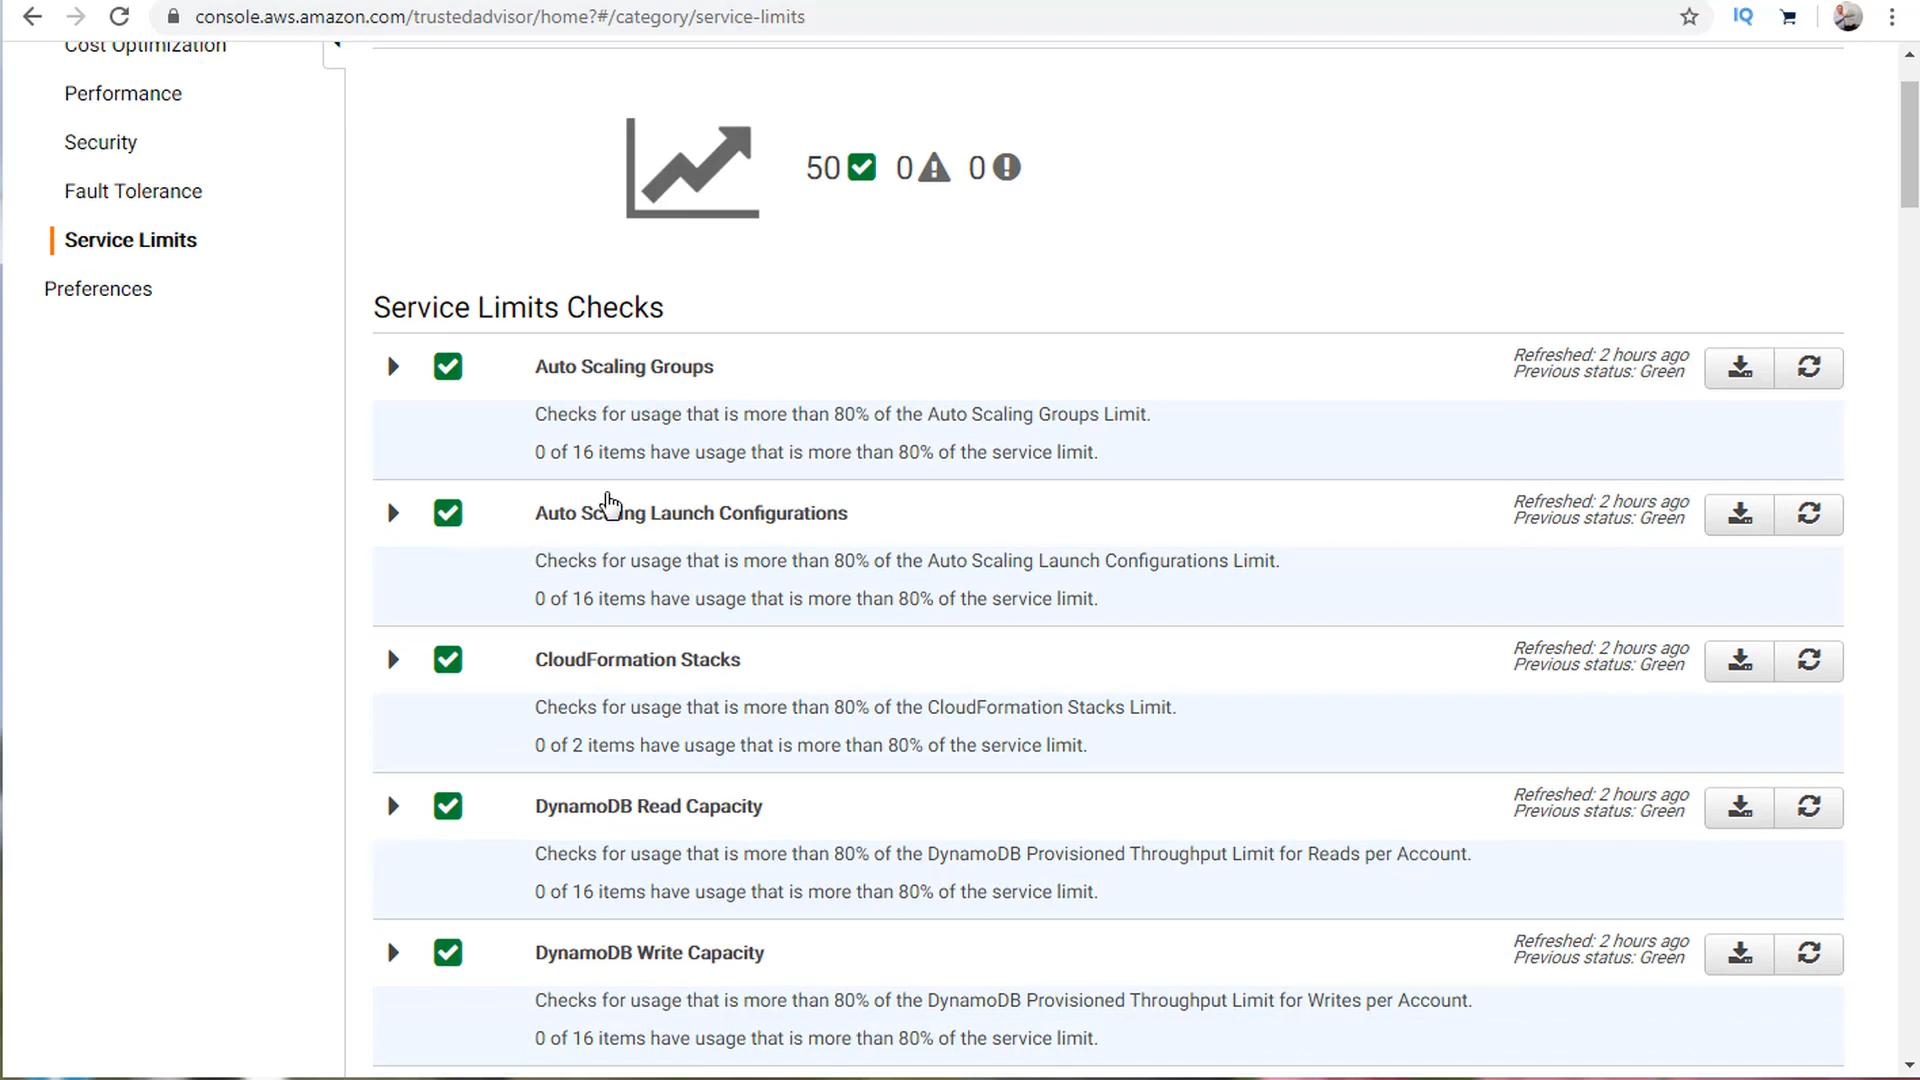 console.aws.amazon.com/trustedadvisor/home?#/category/service-limits
IQ
Cost Optimization
Performance
Security
Fault Tolerance
Service Limits
Preferences
50 0 0
Service Limits Checks
Auto Scaling Groups
Refreshed: 2 hours ago
Previous status: Green
Checks for usage that is more than 80% of the Auto Scaling Groups Limit.
0 of 16 items have usage that is more than 80% of the service limit.
Auto Scaling Launch Configurations
Refreshed: 2 hours ago
Previous status: Green
Checks for usage that is more than 80% of the Auto Scaling Launch Configurations Limit.
0 of 16 items have usage that is more than 80% of the service limit.
CloudFormation Stacks
Refreshed: 2 hours ago
Previous status: Green
Checks for usage that is more than 80% of the CloudFormation Stacks Limit.
0 of 2 items have usage that is more than 80% of the service limit.
DynamoDB Read Capacity
Refreshed: 2 hours ago
Previous status: Green
Checks for usage that is more than 80% of the DynamoDB Provisioned Throughput Limit for Reads per Account.
0 of 16 items have usage that is more than 80% of the service limit.
DynamoDB Write Capacity
Refreshed: 2 hours ago
Previous status: Green
Checks for usage that is more than 80% of the DynamoDB Provisioned Throughput Limit for Writes per Account.
0 of 16 items have usage that is more than 80% of the service limit.